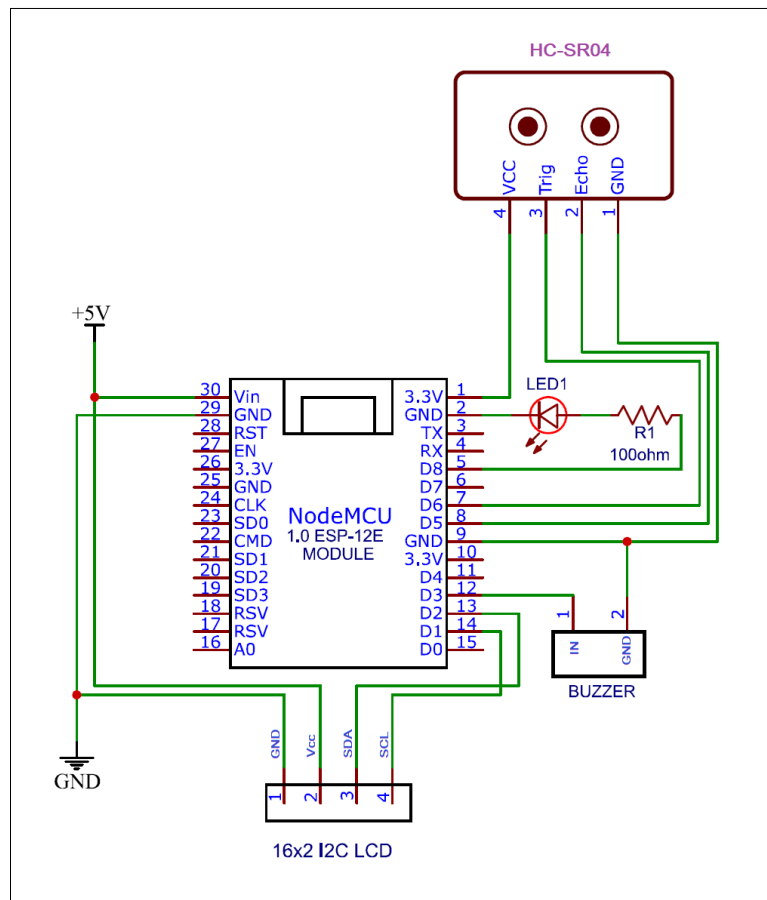 HC-SR04
VCC Trig Echo GND
4 3 2 1
+5V
LED1
R1
100ohm
30 Vin 3.3V 1
29 GND GND 2
28 RST TX 3
27 EN RX 4
26 3.3V D8 5
25 GND D7 6
24 CLK D6 7
23 SD0 D5 8
22 CMD GND 9
21 SD1 3.3V 10
20 SD2 D4 11
19 SD3 D3 12
18 RSV D2 13
17 RSV D1 14
16 A0 D0 15
NodeMCU
1.0 ESP-12E
MODULE
1 2
IN GND
BUZZER
GND
GND Vcc SDA SCL
1 2 3 4
16x2 I2C LCD